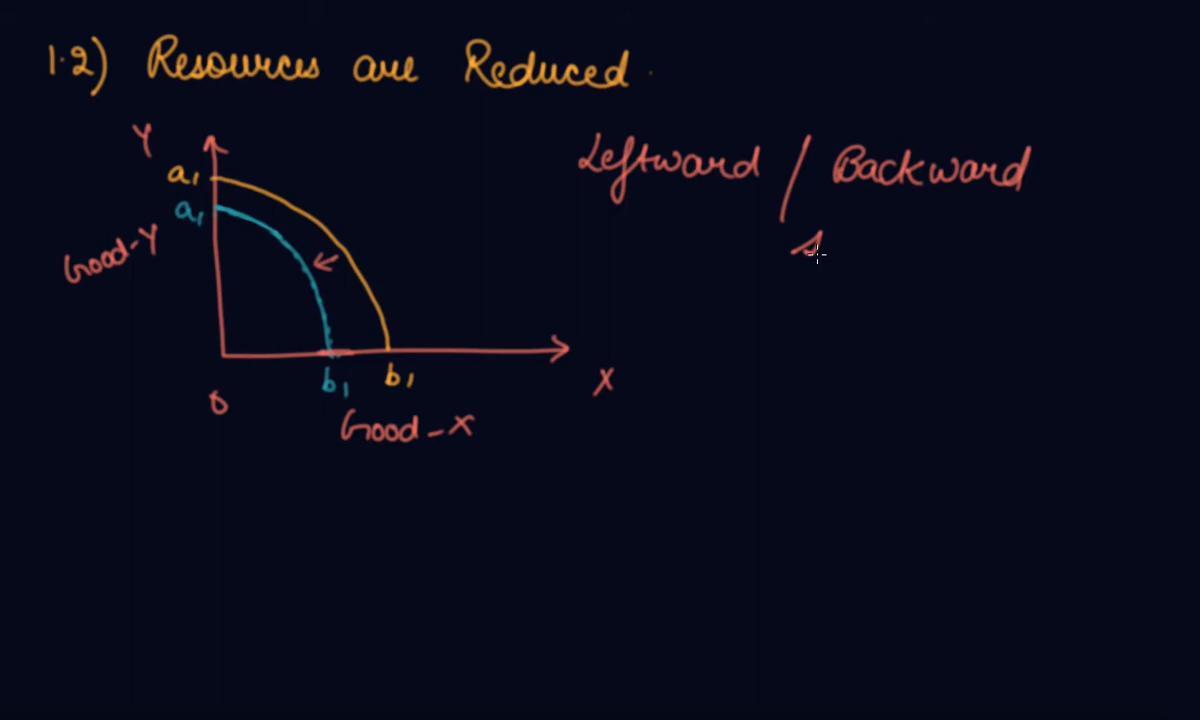 1.2) Resources are Reduced.
Y
a1
a1
Good-Y
Leftward / Backward
s
b1
b1
X
0
Good-X